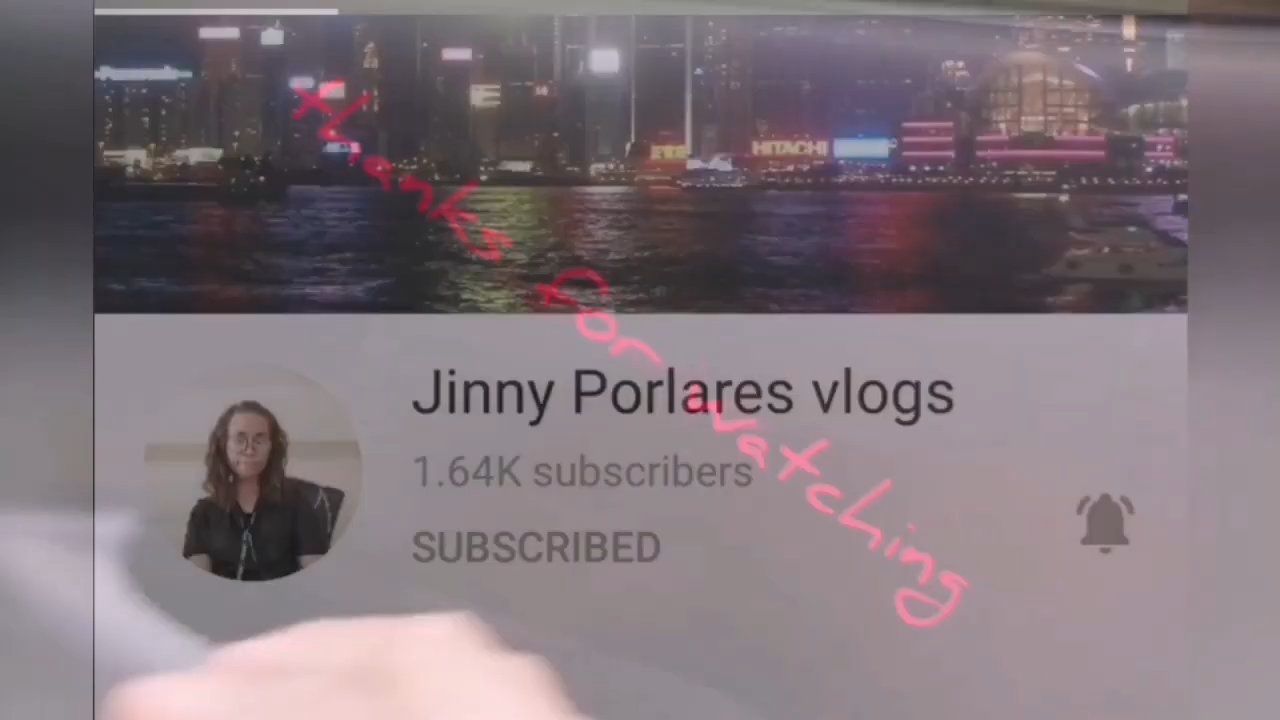 HITACHI
thanks for watching
Jinny Porlares vlogs
1.64K subscribers
SUBSCRIBED